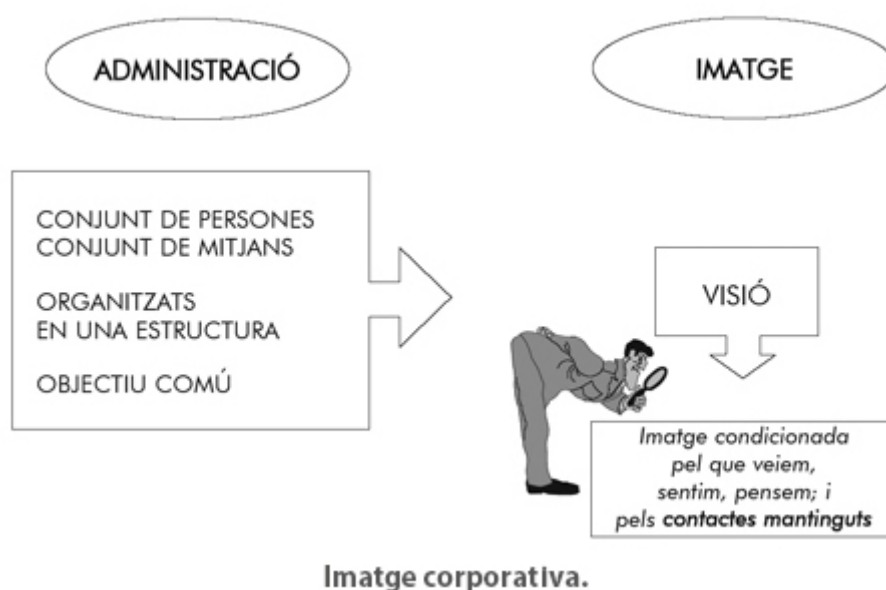 ADMINISTRACIÓ
IMATGE
CONJUNT DE PERSONES
CONJUNT DE MITJANS
ORGANITZATS
EN UNA ESTRUCTURA
OBJECTIU COMÚ
VISIÓ
Imatge condicionada
pel que veiem,
sentim, pensem; i
pels contactes mantinguts
Imatge corporativa.